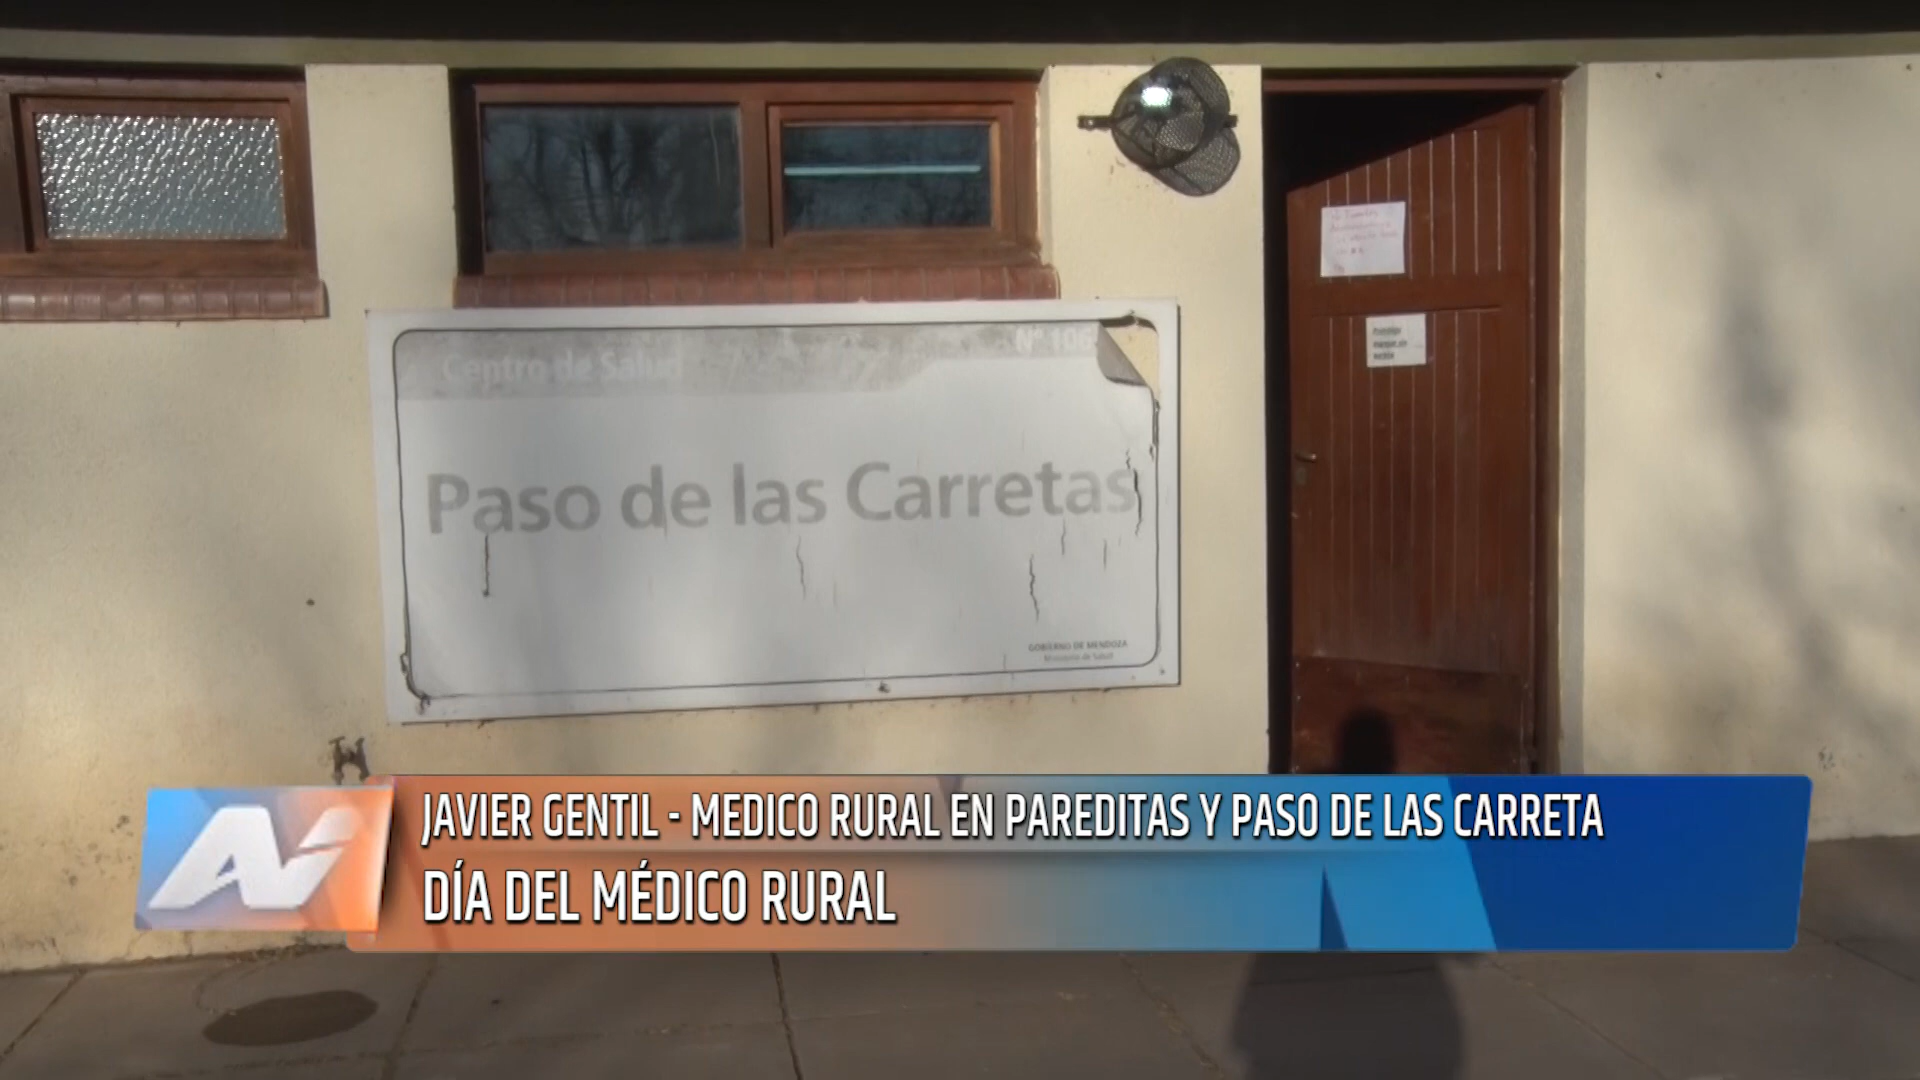 Centro de Salud
Nº 106
Paso de las Carretas
GOBIERNO DE MENDOZA
Ministerio de Salud
JAVIER GENTIL - MEDICO RURAL EN PAREDITAS Y PASO DE LAS CARRETA
DÍA DEL MÉDICO RURAL